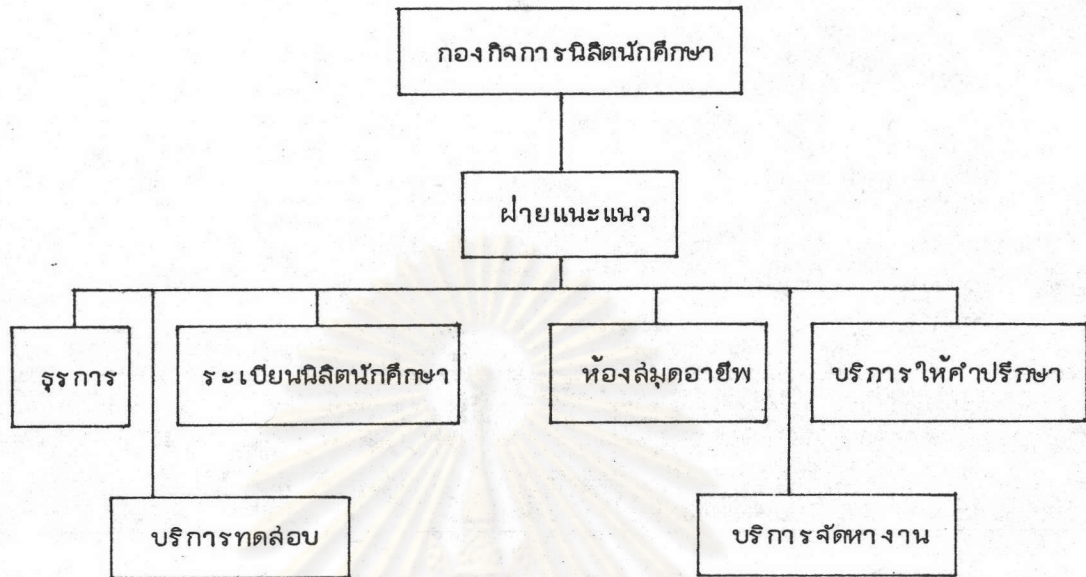 กองกิจการนิสิตนักศึกษา
ฝ่ายแนะแนว
ธุรการ
ระเบียนนิสิตนักศึกษา
ห้องสมุดอาชีพ
บริการให้คำปรึกษา
บริการทดสอบ
บริการจัดหางาน